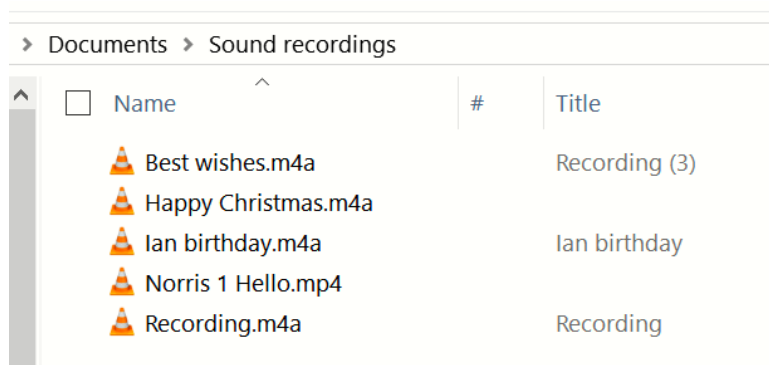 > Documents > Sound recordings
Name # Title
Best wishes.m4a Recording (3)
Happy Christmas.m4a
Ian birthday.m4a Ian birthday
Norris 1 Hello.mp4
Recording.m4a Recording